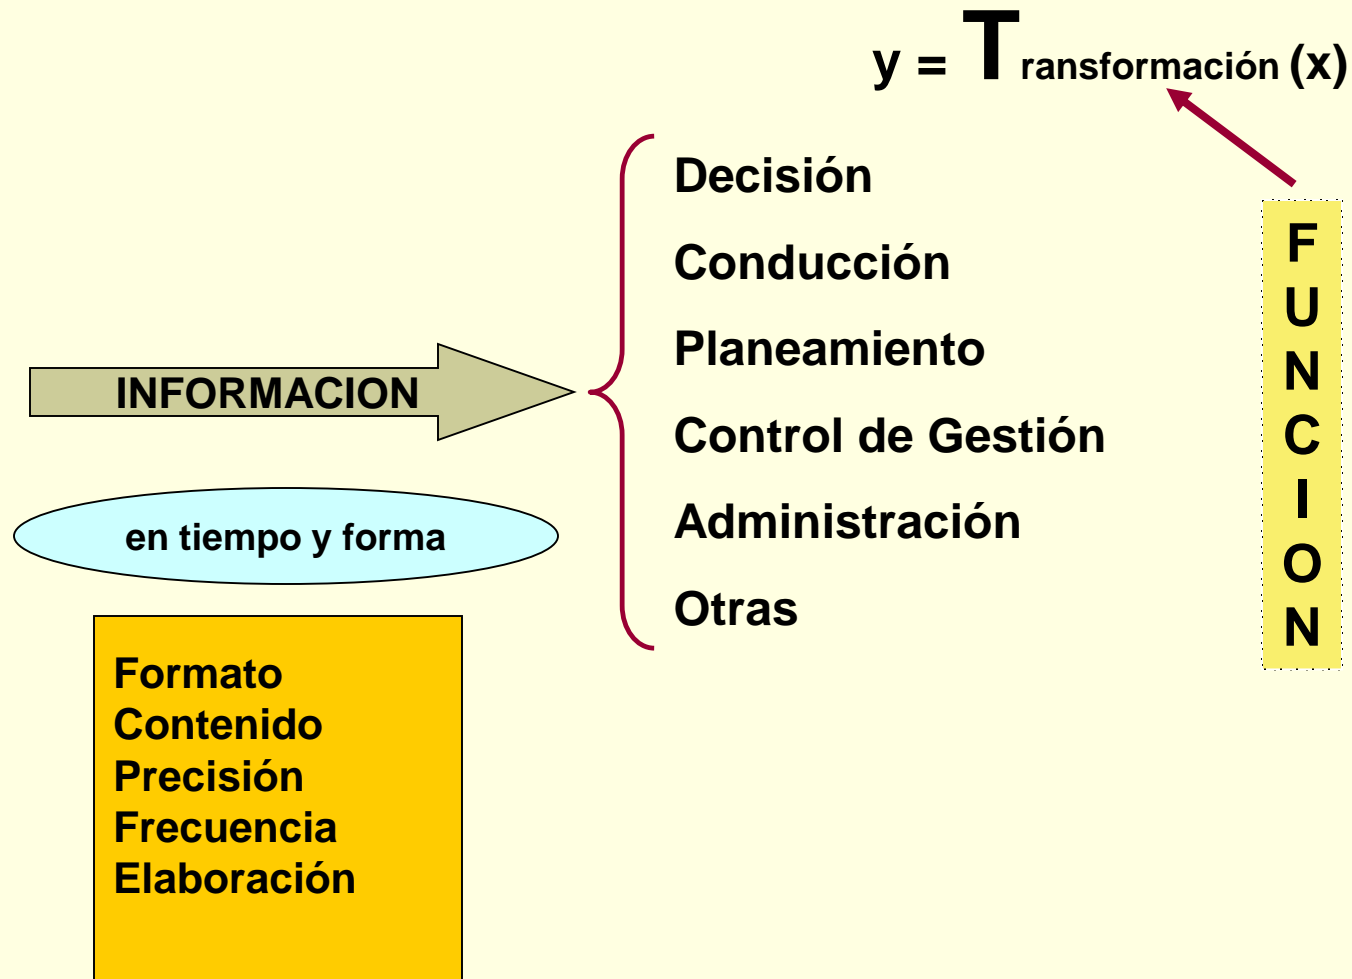 y = Transformación (x)
Decisión
Conducción
Planeamiento
Control de Gestión
Administración
Otras
INFORMACION
en tiempo y forma
Formato
Contenido
Precisión
Frecuencia
Elaboración
F
U
N
C
I
O
N